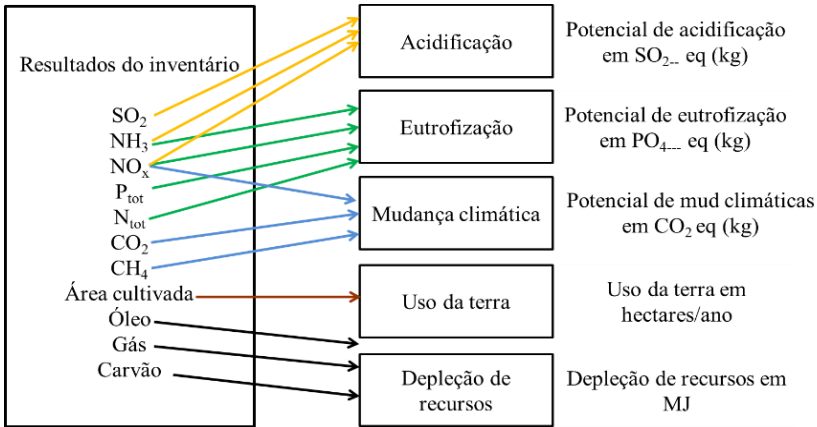 Resultados do inventário
SO₂
NH₃
NOₓ
Pₜₒₜ
Nₜₒₜ
CO₂
CH₄
Área cultivada
Óleo
Gás
Carvão
Acidificação
Eutrofização
Mudança climática
Uso da terra
Depleção de
recursos
Potencial de acidificação
em SO₂₋₋ eq (kg)
Potencial de eutrofização
em PO₄₋₋₋ eq (kg)
Potencial de mud climáticas
em CO₂ eq (kg)
Uso da terra em
hectares/ano
Depleção de recursos em
MJ